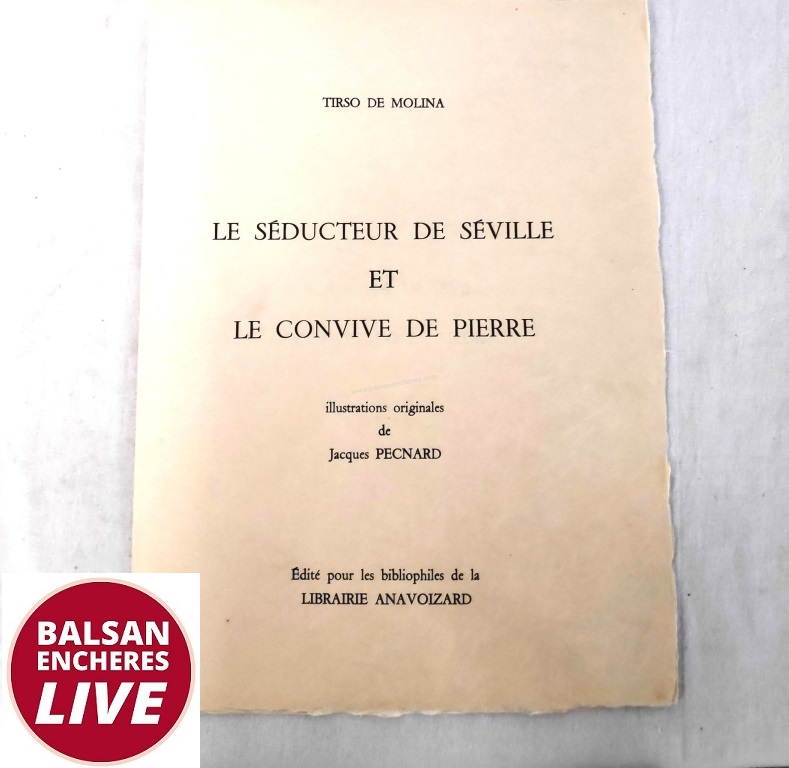 TIRSO DE MOLINA
LE SÉDUCTEUR DE SÉVILLE
ET
LE CONVIVE DE PIERRE
illustrations originales
de
Jacques PECNARD
Édité pour les bibliophiles de la
LIBRAIRIE ANAVOIZARD
BALSAN
ENCHERES
LIVE